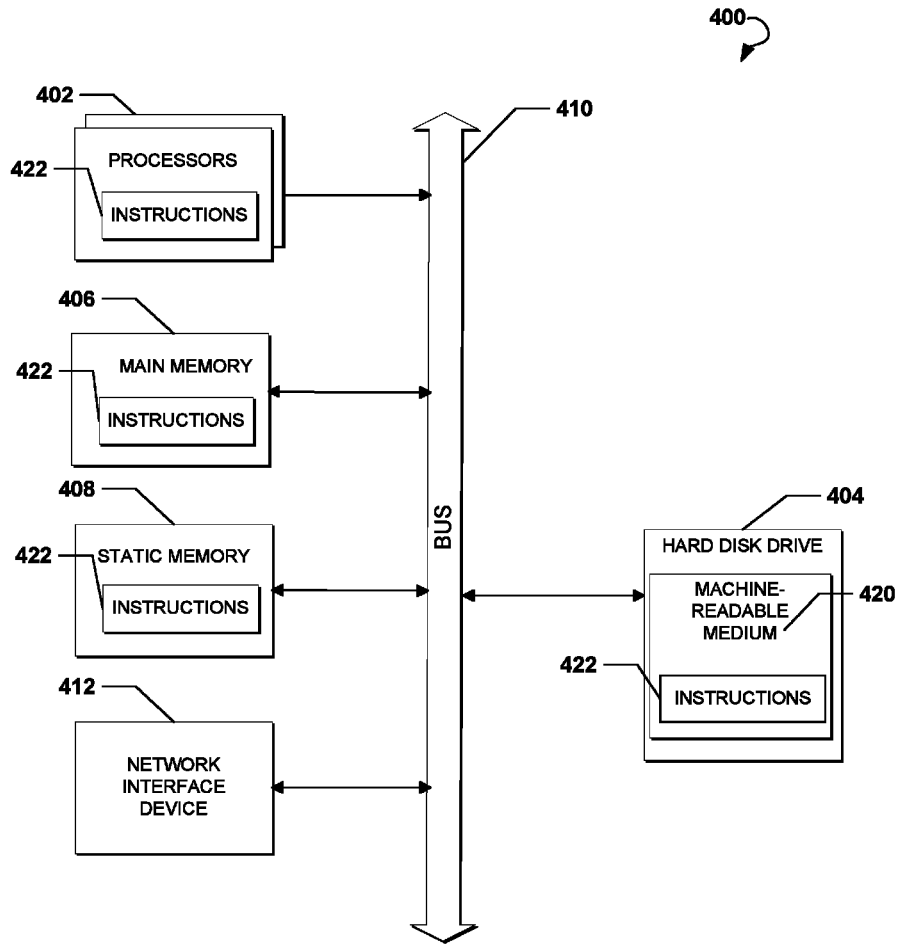 400
402
410
PROCESSORS
422
INSTRUCTIONS
406
MAIN MEMORY
422
INSTRUCTIONS
408
STATIC MEMORY
422
INSTRUCTIONS
BUS
404
HARD DISK DRIVE
MACHINE-
READABLE
MEDIUM
420
422
INSTRUCTIONS
412
NETWORK
INTERFACE
DEVICE